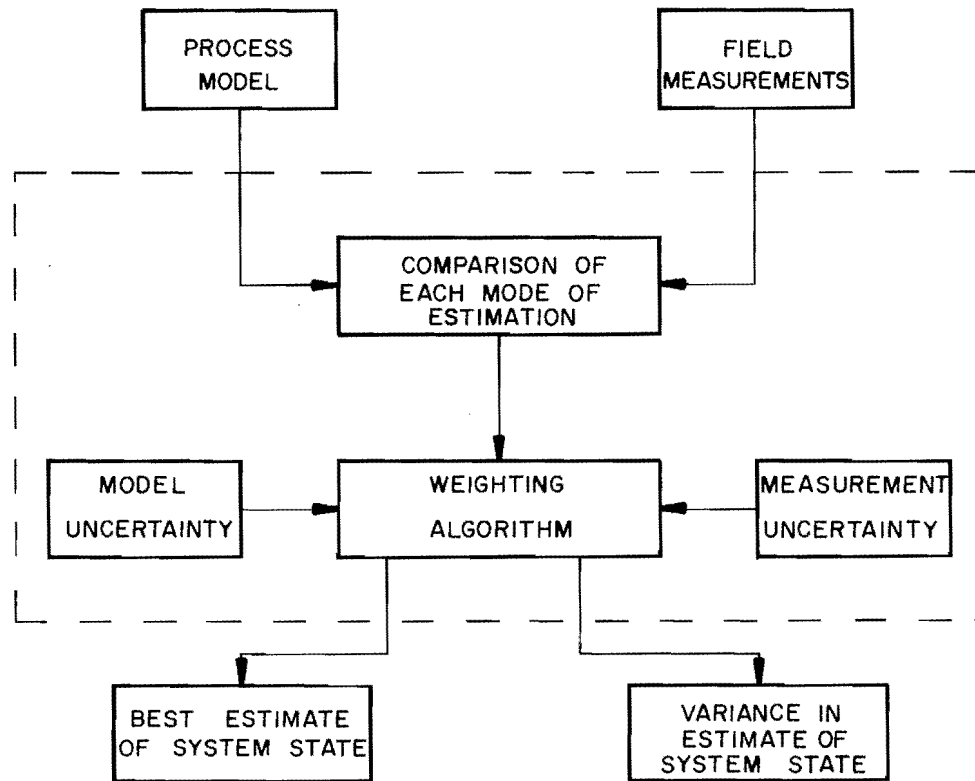 PROCESS
MODEL
FIELD
MEASUREMENTS
COMPARISON OF
EACH MODE OF
ESTIMATION
MODEL
UNCERTAINTY
WEIGHTING
ALGORITHM
MEASUREMENT
UNCERTAINTY
BEST ESTIMATE
OF SYSTEM STATE
VARIANCE IN
ESTIMATE OF
SYSTEM STATE